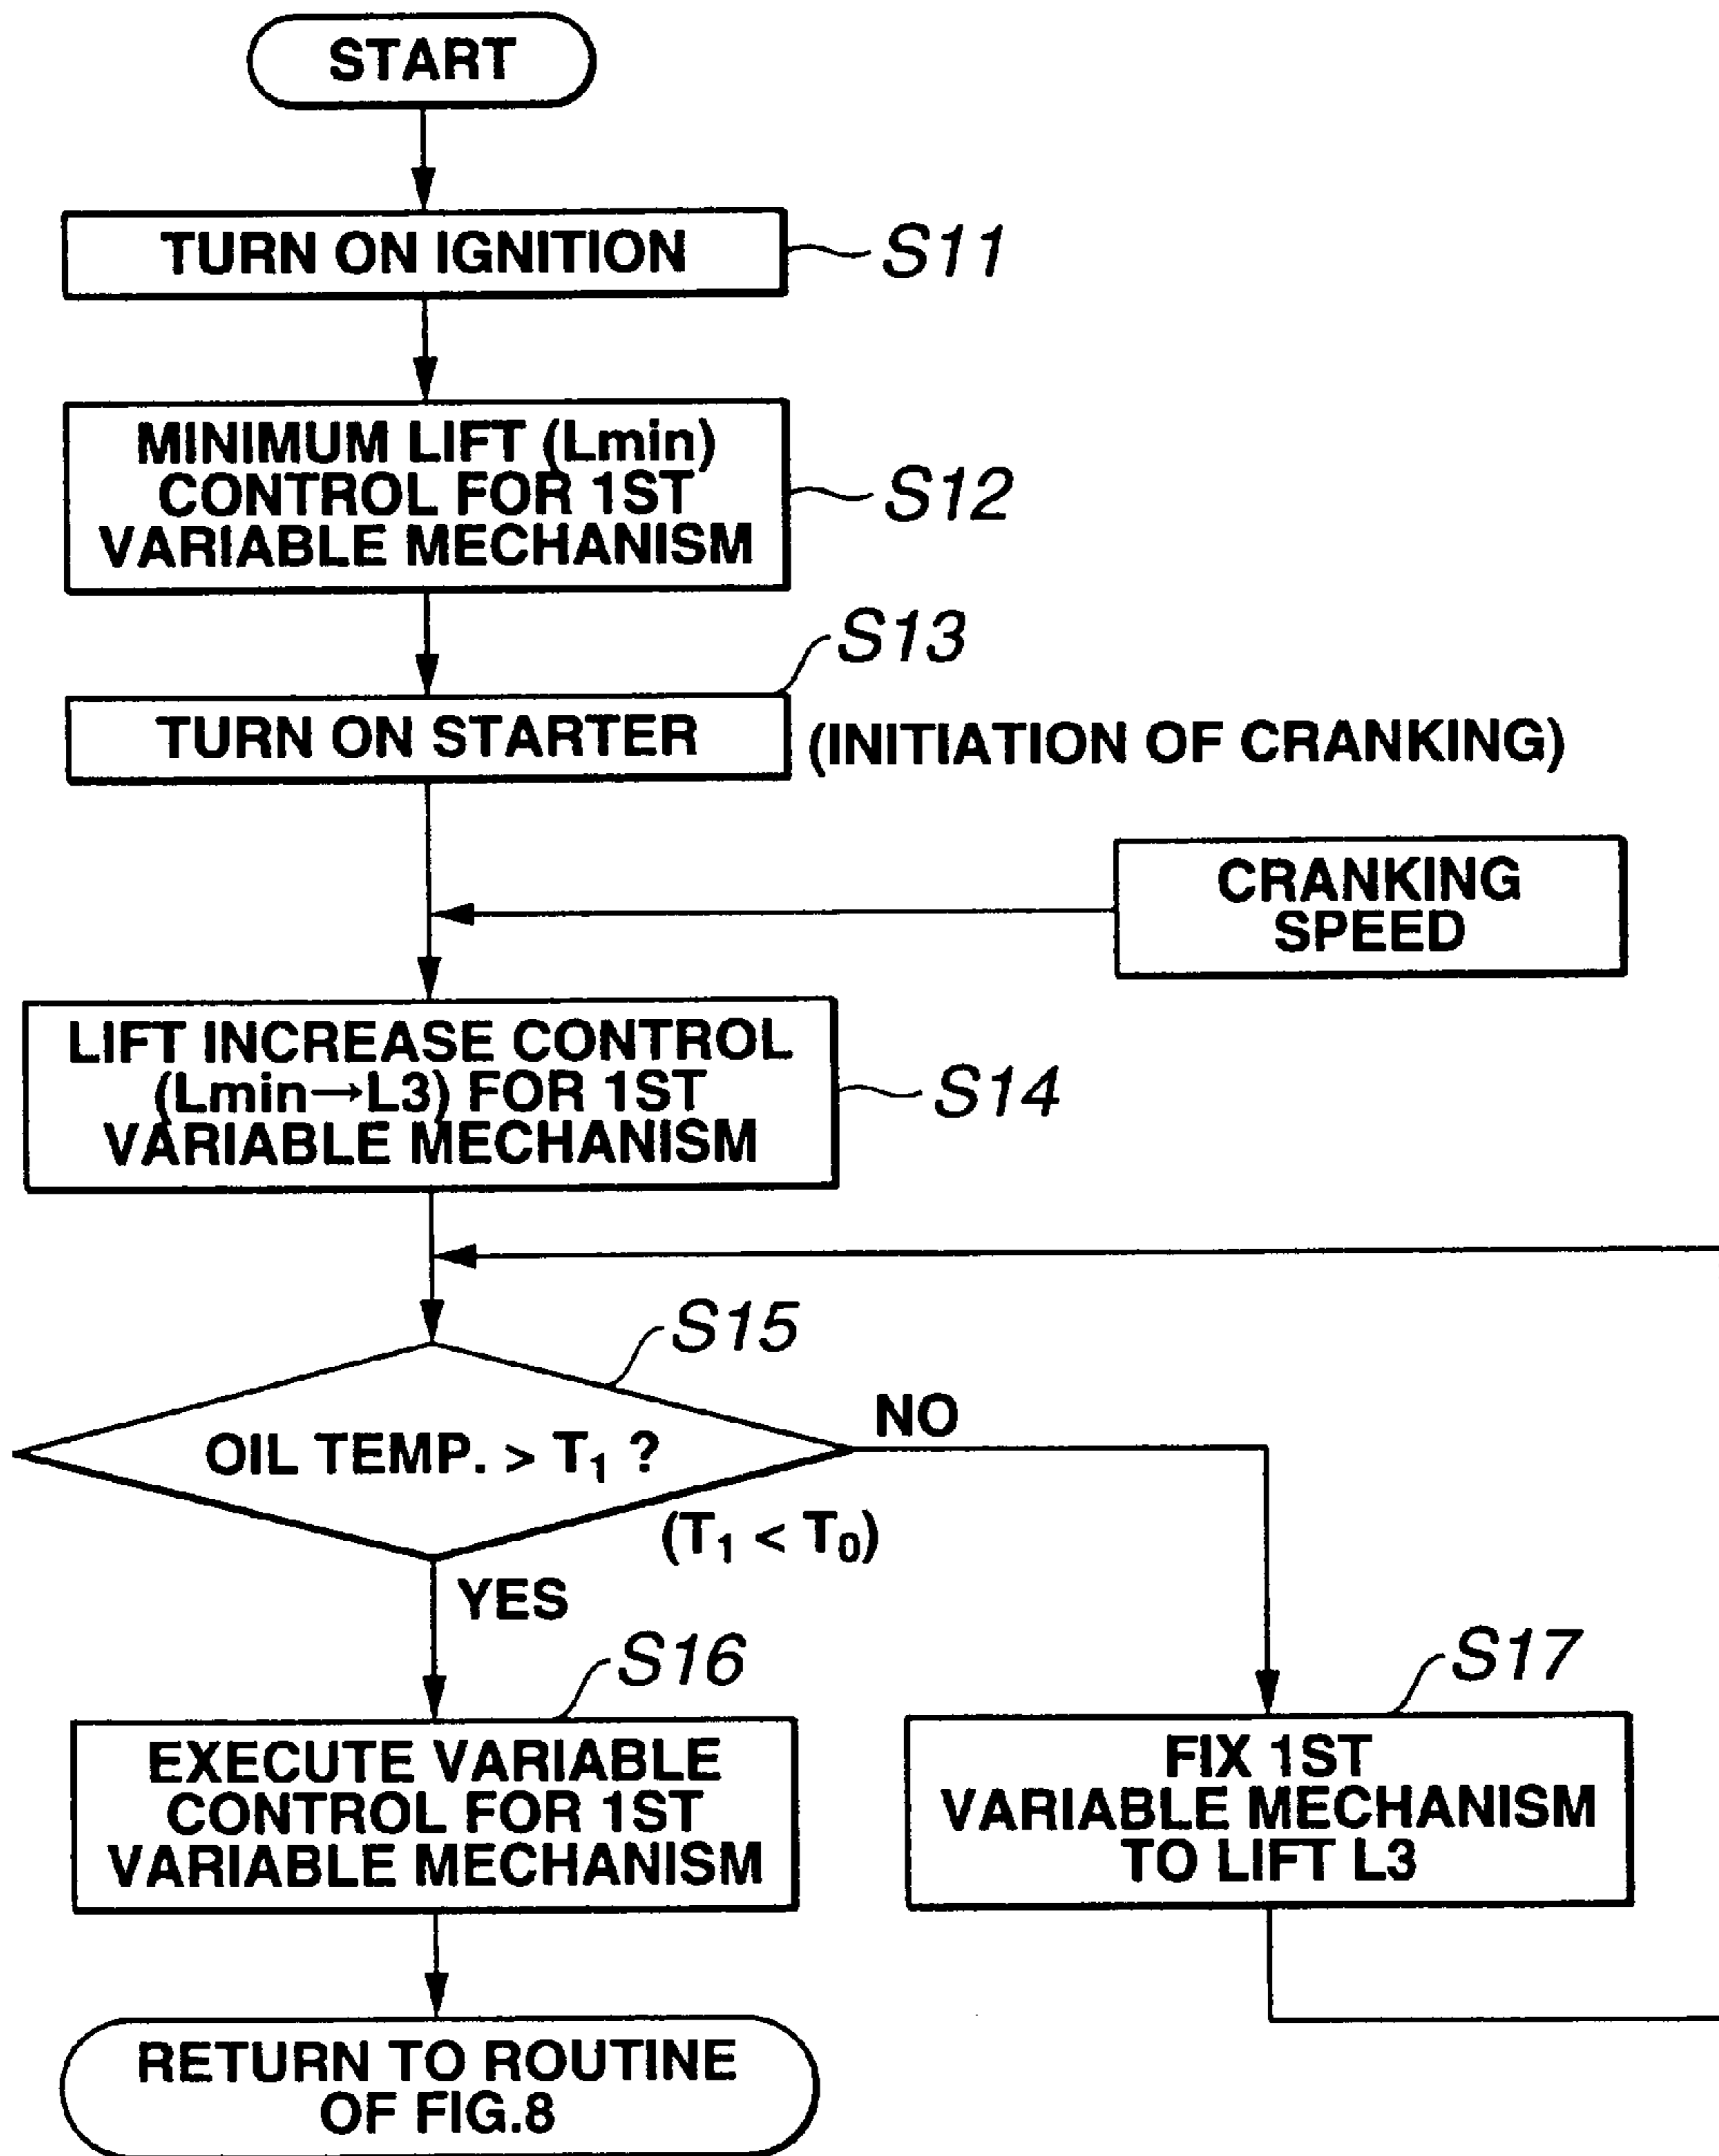 START
TURN ON IGNITION
S11
MINIMUM LIFT (Lmin)
CONTROL FOR 1ST
VARIABLE MECHANISM
S12
S13
TURN ON STARTER
(INITIATION OF CRANKING)
CRANKING
SPEED
LIFT INCREASE CONTROL
(Lmin→L3) FOR 1ST
VARIABLE MECHANISM
S14
S15
OIL TEMP. > T₁ ?
NO
(T₁ < T₀)
YES
S16
EXECUTE VARIABLE
CONTROL FOR 1ST
VARIABLE MECHANISM
S17
FIX 1ST
VARIABLE MECHANISM
TO LIFT L3
RETURN TO ROUTINE
OF FIG.8